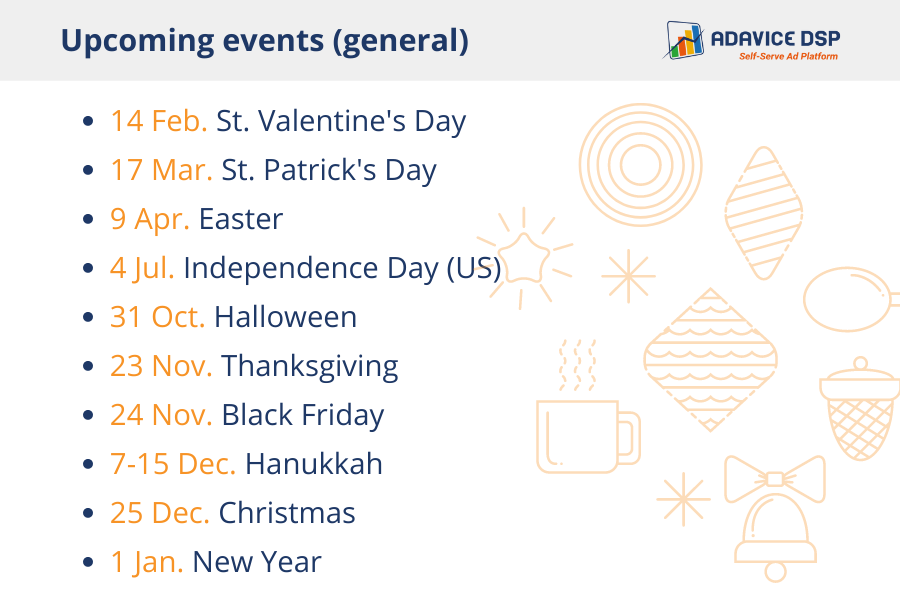 Upcoming events (general)
ADAVICE DSP
Self-Serve Ad Platform
14 Feb. St. Valentine's Day
17 Mar. St. Patrick's Day
9 Apr. Easter
4 Jul. Independence Day (US)
31 Oct. Halloween
23 Nov. Thanksgiving
24 Nov. Black Friday
7-15 Dec. Hanukkah
25 Dec. Christmas
1 Jan. New Year